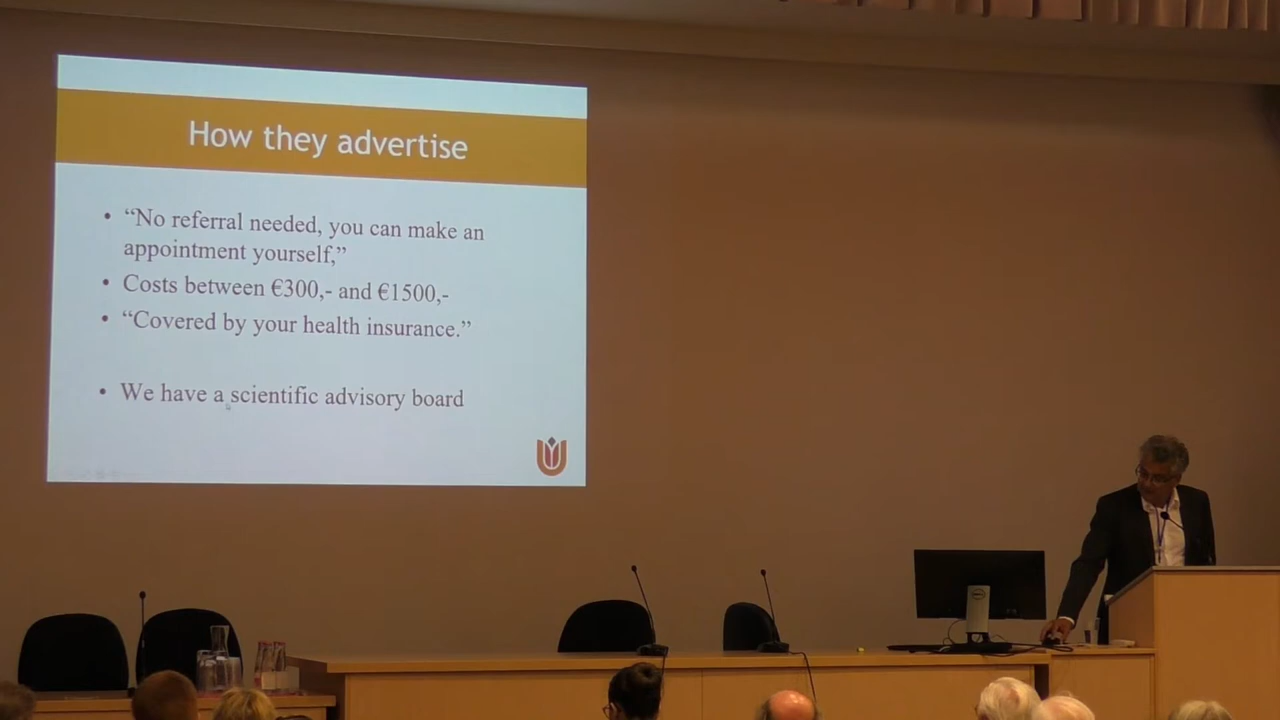 How they advertise
• “No referral needed, you can make an
appointment yourself,”
• Costs between €300,- and €1500,-
• “Covered by your health insurance.”
• We have a scientific advisory board
DELL